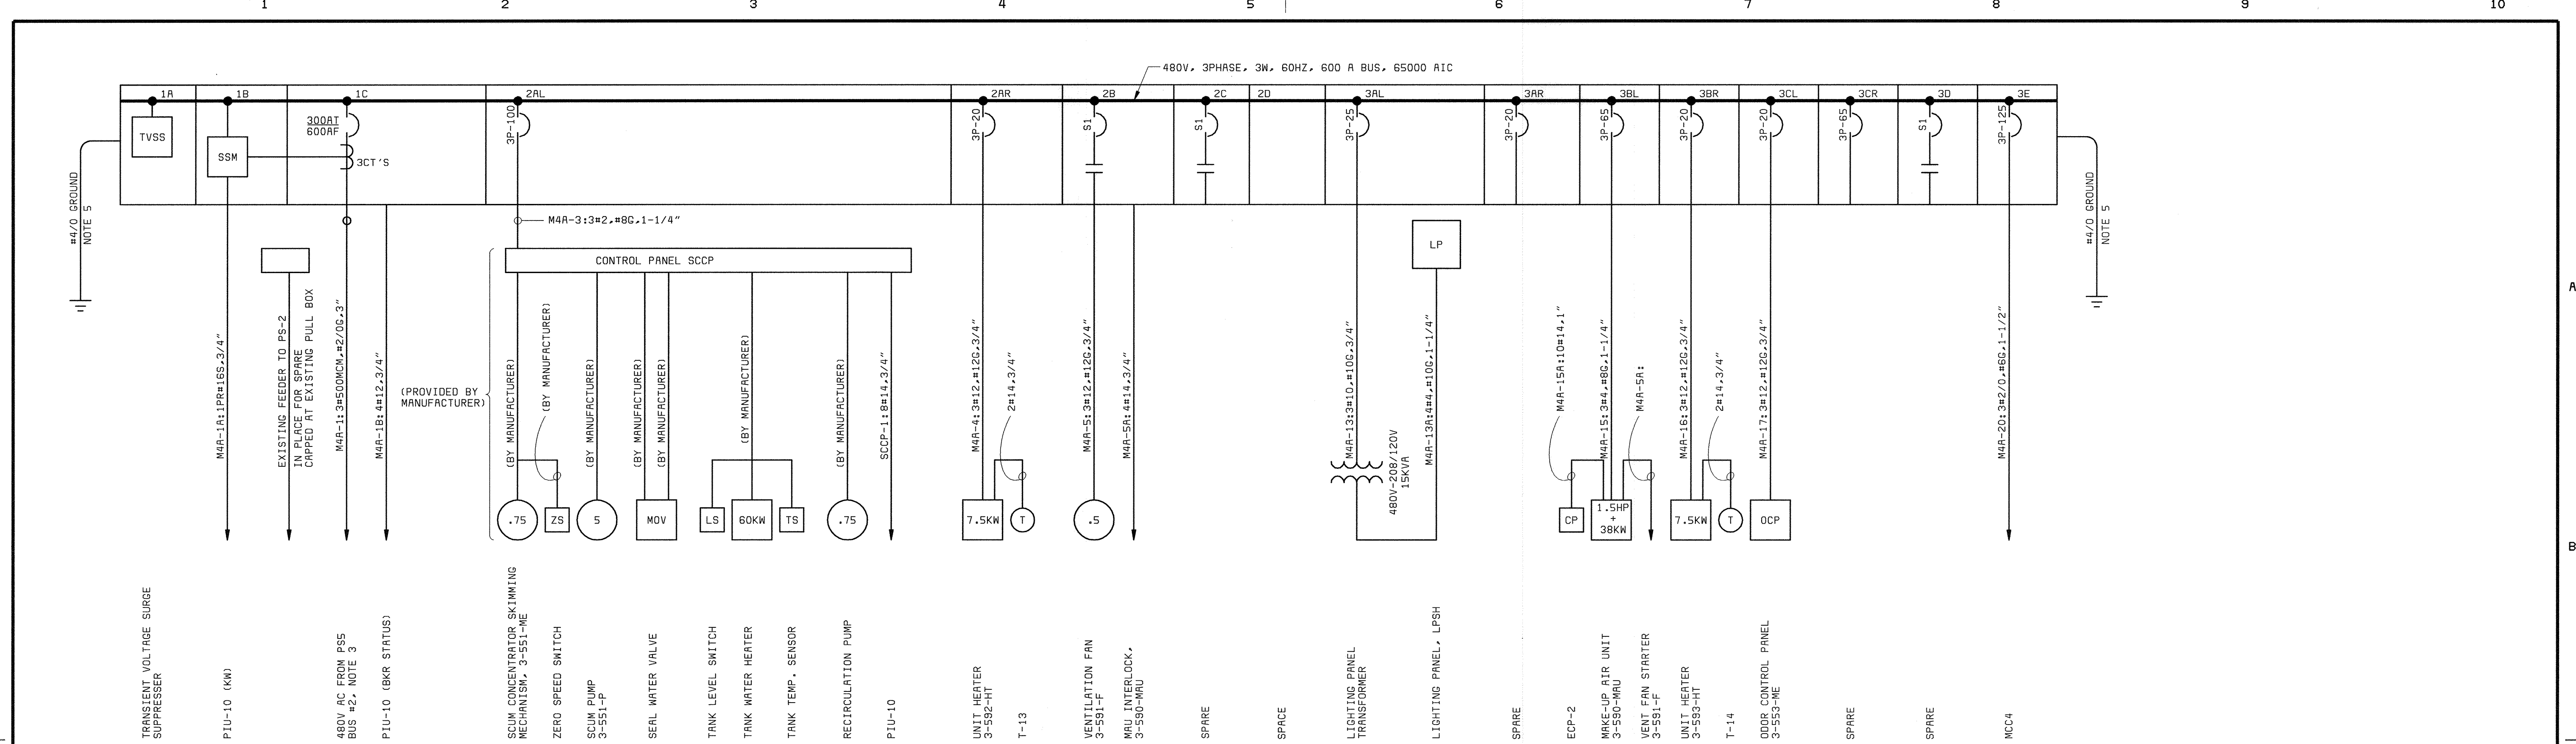 1 2 3 4 5 6 7 8 9 10
480V, 3PHASE, 3W, 60HZ, 600 A BUS, 65000 AIC
1A 1B 1C 2AL 2AR 2B 2C 2D 3AL 3AR 3BL 3BR 3CL 3CR 3D 3E
TVSS
SSM
300AT
600AF
3CT'S
3P-100
3P-20
S1
S1
3P-25
3P-20
3P-65
3P-20
3P-20
3P-65
S1
3P-125
#4/O GROUND
NOTE 5
#4/O GROUND
NOTE 5
M4A-3:3#2,#8G,1-1/4"
CONTROL PANEL SCCP
LP
A
M4A-1A:1PR#16S,3/4"
EXISTING FEEDER TO PS-2
IN PLACE FOR SPARE
CAPPED AT EXISTING PULL BOX
M4A-1:3#500MCM,#2/0G,3"
M4A-1B:4#12,3/4"
(PROVIDED BY
MANUFACTURER)
(BY MANUFACTURER)
(BY MANUFACTURER)
(BY MANUFACTURER)
(BY MANUFACTURER)
(BY MANUFACTURER)
(BY MANUFACTURER)
(BY MANUFACTURER)
SCCP-1:8#14,3/4"
M4A-4:3#12,#12G,3/4"
2#14,3/4"
M4A-5:3#12,#12G,3/4"
M4A-5A:4#14,3/4"
M4A-13:3#10,#10G,3/4"
480V-208/120V
15KVA
M4A-13A:4#4,#10G,1-1/4"
M4A-15A:10#14,1"
M4A-15:3#4,#8G,1-1/4"
M4A-5A:
M4A-16:3#12,#12G,3/4"
2#14,3/4"
M4A-17:3#12,#12G,3/4"
M4A-20:3#2/0,#6G,1-1/2"
.75
ZS
5
MOV
LS
60KW
TS
.75
7.5KW
T
.5
CP
1.5HP
+
38KW
7.5KW
T
OCP
B
TRANSIENT VOLTAGE SURGE
SUPPRESSER
PIU-10 (KW)
480V AC FROM PS5
BUS #2, NOTE 3
PIU-10 (BKR STATUS)
SCUM CONCENTRATOR SKIMMING
MECHANISM, 3-551-ME
ZERO SPEED SWITCH
SCUM PUMP
3-551-P
SEAL WATER VALVE
TANK LEVEL SWITCH
TANK WATER HEATER
TANK TEMP. SENSOR
RECIRCULATION PUMP
PIU-10
UNIT HEATER
3-592-HT
T-13
VENTILATION FAN
3-591-F
MAU INTERLOCK,
3-590-MAU
SPARE
SPACE
LIGHTING PANEL
TRANSFORMER
LIGHTING PANEL, LPSH
SPARE
ECP-2
MAKE-UP AIR UNIT
3-590-MAU
VENT FAN STARTER
3-591-F
UNIT HEATER
3-593-HT
T-14
ODOR CONTROL PANEL
3-553-ME
SPARE
SPARE
MCC4